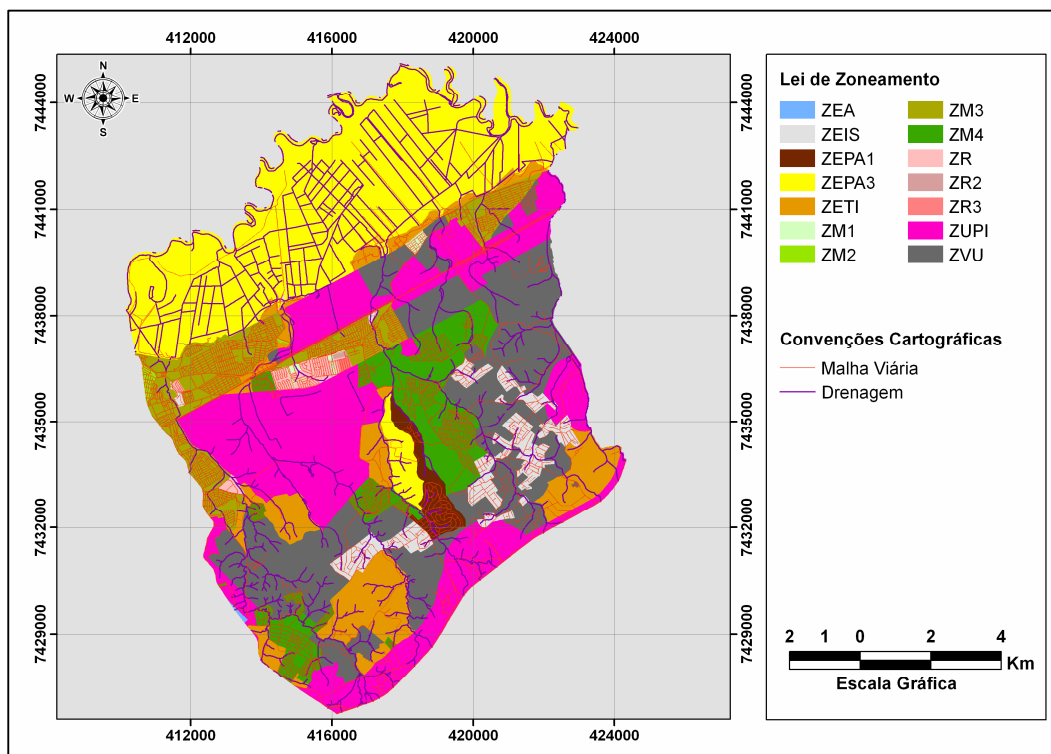 412000 416000 420000 424000
N
W E
S
7444000 7444000
7441000 7441000
7438000 7438000
7435000 7435000
7432000 7432000
7429000 7429000
412000 416000 420000 424000
Lei de Zoneamento
ZEA ZM3
ZEIS ZM4
ZEPA1 ZR
ZEPA3 ZR2
ZETI ZR3
ZM1 ZUPI
ZM2 ZVU
Convenções Cartográficas
Malha Viária
Drenagem
2 1 0 2 4
Km
Escala Gráfica